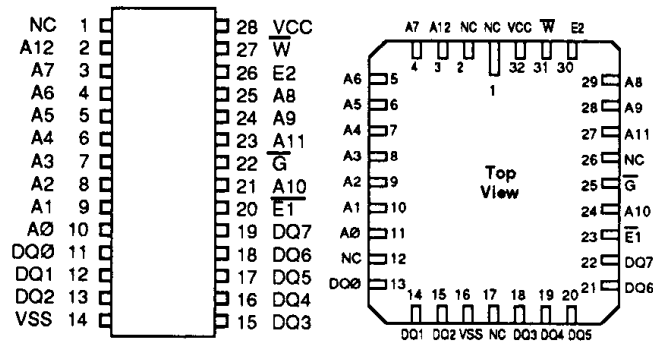 NC 1 28 VCC
A12 2 27 W̅
A7 3 26 E2
A6 4 25 A8
A5 5 24 A9
A4 6 23 A11
A3 7 22 G̅
A2 8 21 A10
A1 9 20 E̅1̅
AØ 10 19 DQ7
DQØ 11 18 DQ6
DQ1 12 17 DQ5
DQ2 13 16 DQ4
VSS 14 15 DQ3
A7 A12 NC NC VCC W̅ E2
4 3 2 1 32 31 30
A6 5 29 A8
A5 6 28 A9
A4 7 27 A11
A3 8 26 NC
A2 9 25 G̅
A1 10 24 A10
AØ 11 23 E̅1̅
NC 12 22 DQ7
DQØ 13 21 DQ6
Top
View
14 15 16 17 18 19 20
DQ1 DQ2 VSS NC DQ3 DQ4 DQ5